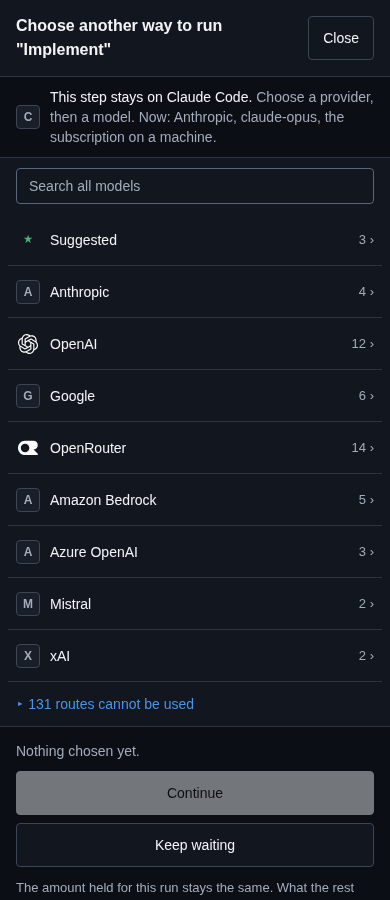 Choose another way to run
"Implement"
Close
C
This step stays on Claude Code. Choose a provider,
then a model. Now: Anthropic, claude-opus, the
subscription on a machine.
Search all models
★ Suggested 3 ›
A Anthropic 4 ›
OpenAI 12 ›
G Google 6 ›
OpenRouter 14 ›
A Amazon Bedrock 5 ›
A Azure OpenAI 3 ›
M Mistral 2 ›
X xAI 2 ›
▸ 131 routes cannot be used
Nothing chosen yet.
Continue
Keep waiting
The amount held for this run stays the same. What the rest